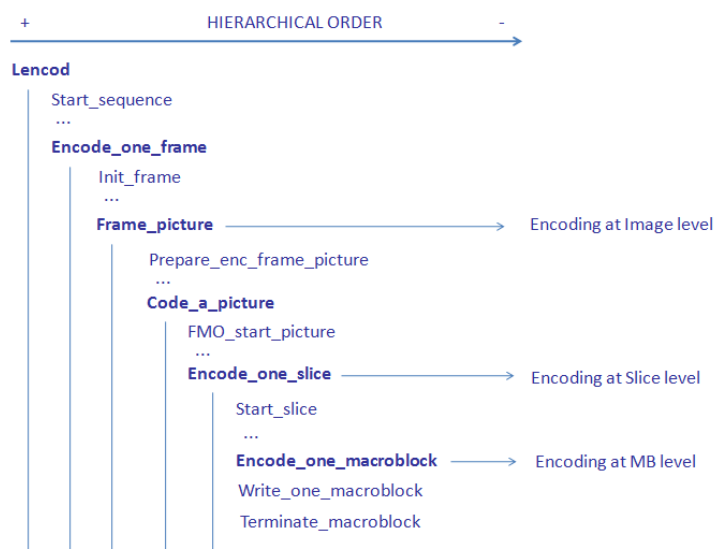 + HIERARCHICAL ORDER -
Lencod
Start_sequence
...
Encode_one_frame
Init_frame
...
Frame_picture Encoding at Image level
Prepare_enc_frame_picture
...
Code_a_picture
FMO_start_picture
...
Encode_one_slice Encoding at Slice level
Start_slice
...
Encode_one_macroblock Encoding at MB level
Write_one_macroblock
Terminate_macroblock